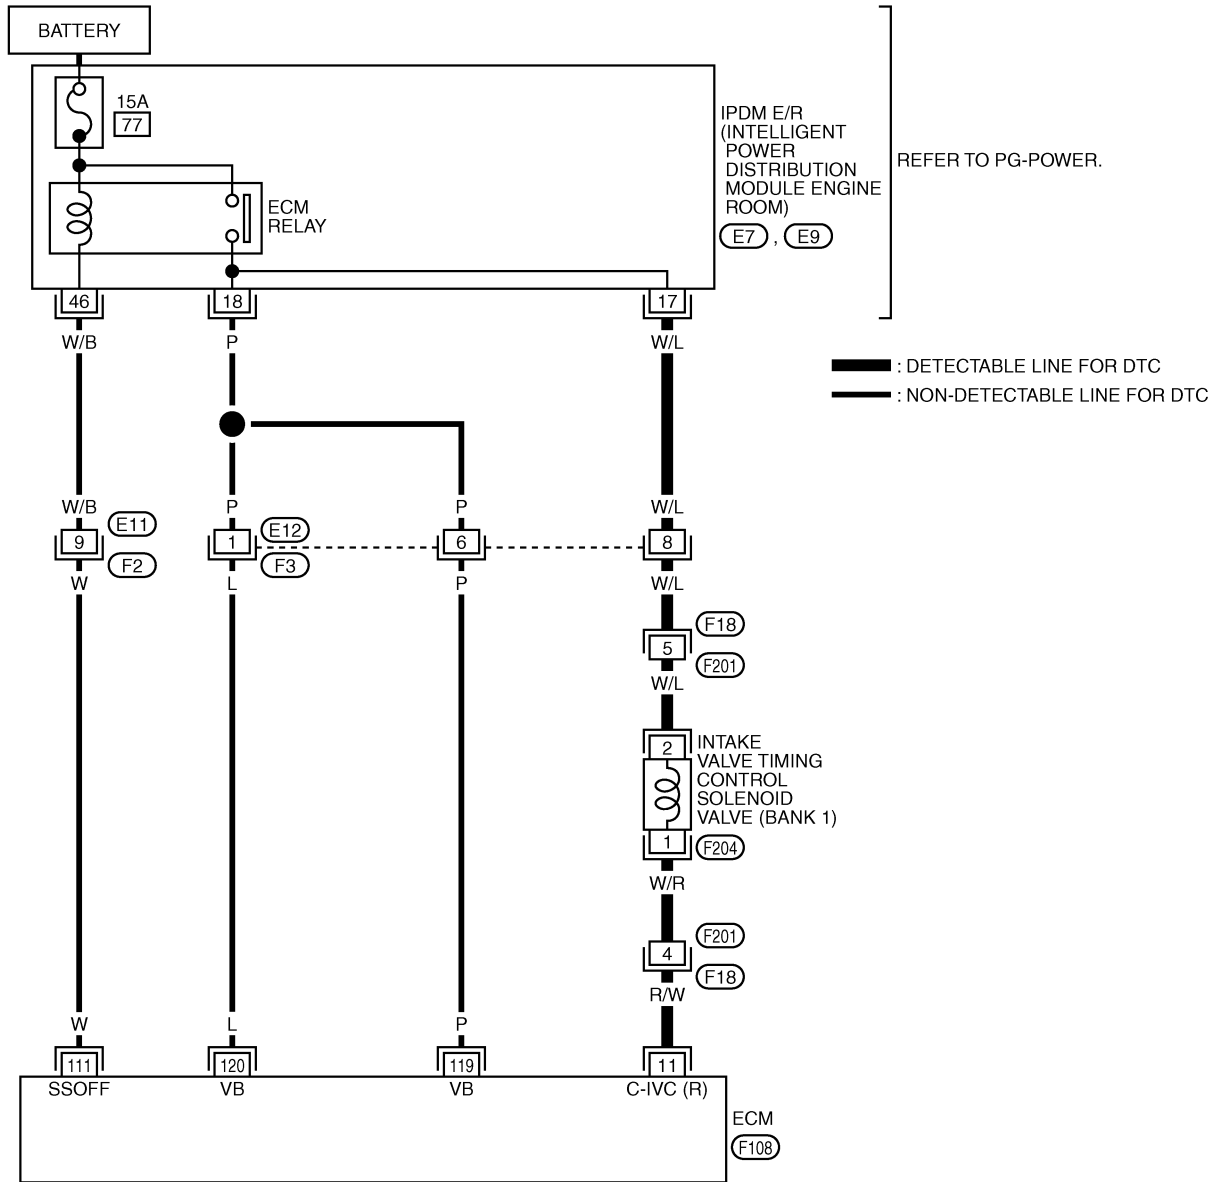 BATTERY
15A
77
IPDM E/R
(INTELLIGENT
POWER
DISTRIBUTION
MODULE ENGINE
ROOM)
E7 , E9
REFER TO PG-POWER.
ECM
RELAY
46 18 17
W/B P W/L
: DETECTABLE LINE FOR DTC
: NON-DETECTABLE LINE FOR DTC
W/B P P W/L
E11 E12
9 1 6 8
F2 F3
W L P W/L
F18
5
F201
W/L
2
INTAKE
VALVE TIMING
CONTROL
SOLENOID
VALVE (BANK 1)
1
F204
W/R
F201
4
F18
R/W
W L P
111 120 119 11
SSOFF VB VB C-IVC (R)
ECM
F108